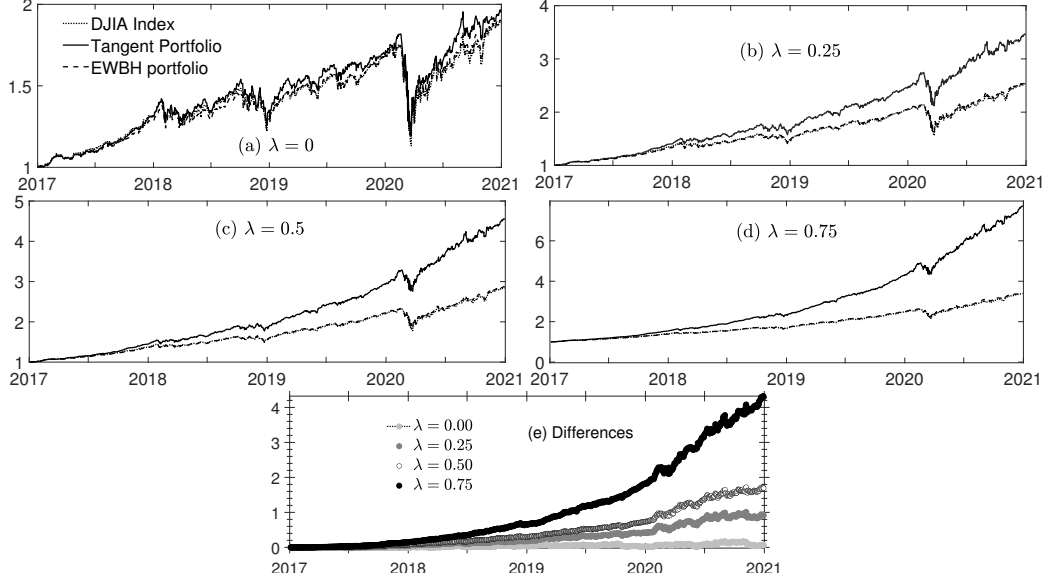 2
1.5
1
DJIA Index
Tangent Portfolio
EWBH portfolio
(a) λ = 0
2017 2018 2019 2020 2021
4
3
2
1
(b) λ = 0.25
2017 2018 2019 2020 2021
5
4
3
2
1
(c) λ = 0.5
2017 2018 2019 2020 2021
6
4
2
0
(d) λ = 0.75
2017 2018 2019 2020 2021
4
3
2
1
0
λ = 0.00
λ = 0.25
λ = 0.50
λ = 0.75
(e) Differences
2017 2018 2019 2020 2021